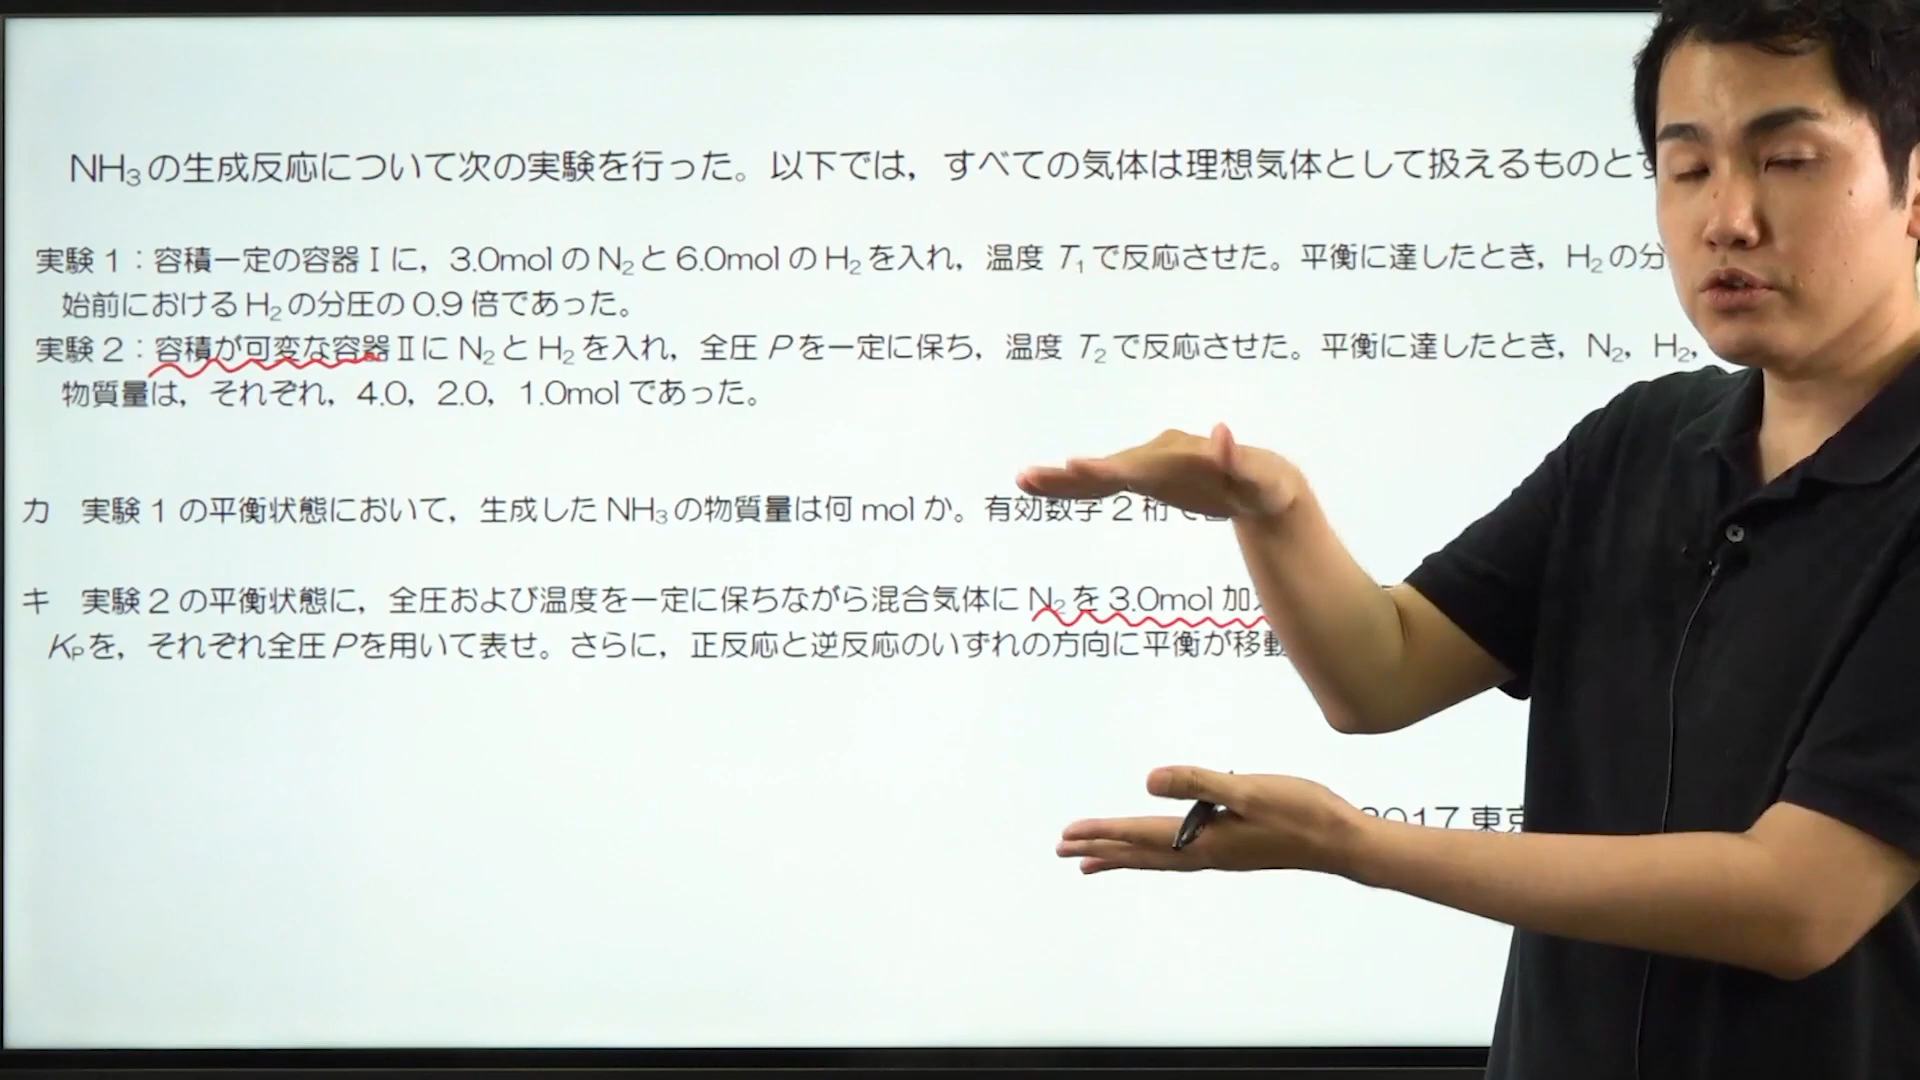 NH₃の生成反応について次の実験を行った。以下では，すべての気体は理想気体として扱えるものと
実験1：容積一定の容器Ⅰに，3.0molのN₂と6.0molのH₂を入れ，温度 T₁で反応させた。平衡に達したとき，H₂の分
始前におけるH₂の分圧の0.9倍であった。
実験2：容積が可変な容器ⅡにN₂とH₂を入れ，全圧Pを一定に保ち，温度 T₂で反応させた。平衡に達したとき，N₂，H₂，
物質量は，それぞれ，4.0，2.0，1.0molであった。
カ 実験1の平衡状態において，生成したNH₃の物質量は何molか。有効数字2桁で
キ 実験2の平衡状態に，全圧および温度を一定に保ちながら混合気体にN₂を3.0mol加
KPを，それぞれ全圧Pを用いて表せ。さらに，正反応と逆反応のいずれの方向に平衡が移動
2017 東京